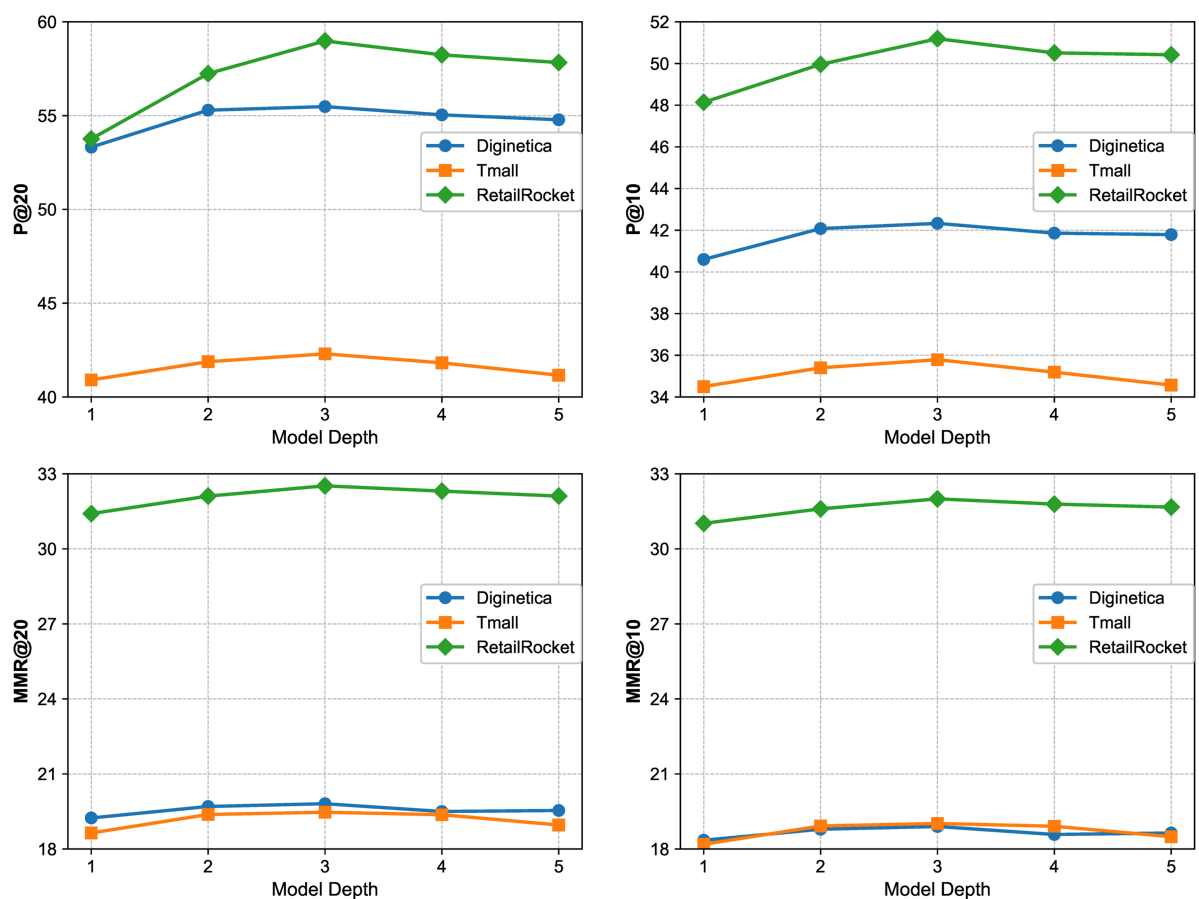 60
55
50
45
40
P@20
1 2 3 4 5
Model Depth
Diginetica
Tmall
RetailRocket
52
50
48
46
44
42
40
38
36
34
P@10
1 2 3 4 5
Model Depth
Diginetica
Tmall
RetailRocket
33
30
27
24
21
18
MMR@20
1 2 3 4 5
Model Depth
Diginetica
Tmall
RetailRocket
33
30
27
24
21
18
MMR@10
1 2 3 4 5
Model Depth
Diginetica
Tmall
RetailRocket